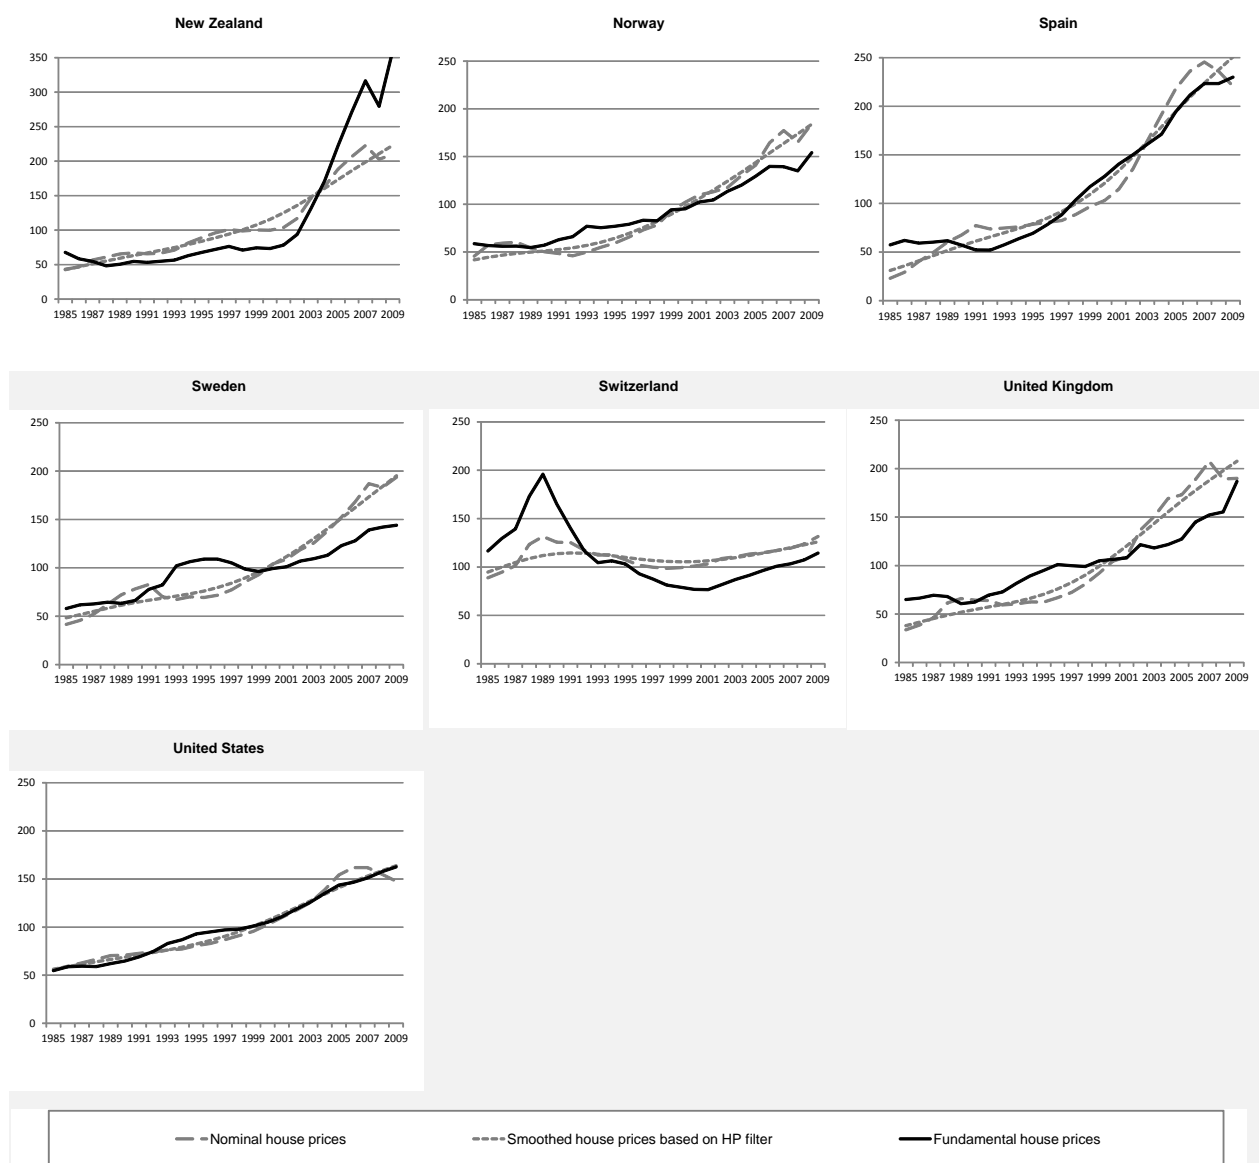 New Zealand
Norway
Spain
350
300
250
200
150
100
50
0
1985 1987 1989 1991 1993 1995 1997 1999 2001 2003 2005 2007 2009
250
200
150
100
50
0
1985 1987 1989 1991 1993 1995 1997 1999 2001 2003 2005 2007 2009
250
200
150
100
50
0
1985 1987 1989 1991 1993 1995 1997 1999 2001 2003 2005 2007 2009
Sweden
Switzerland
United Kingdom
250
200
150
100
50
0
1985 1987 1989 1991 1993 1995 1997 1999 2001 2003 2005 2007 2009
250
200
150
100
50
0
1985 1987 1989 1991 1993 1995 1997 1999 2001 2003 2005 2007 2009
250
200
150
100
50
0
1985 1987 1989 1991 1993 1995 1997 1999 2001 2003 2005 2007 2009
United States
250
200
150
100
50
0
1985 1987 1989 1991 1993 1995 1997 1999 2001 2003 2005 2007 2009
Nominal house prices
Smoothed house prices based on HP filter
Fundamental house prices